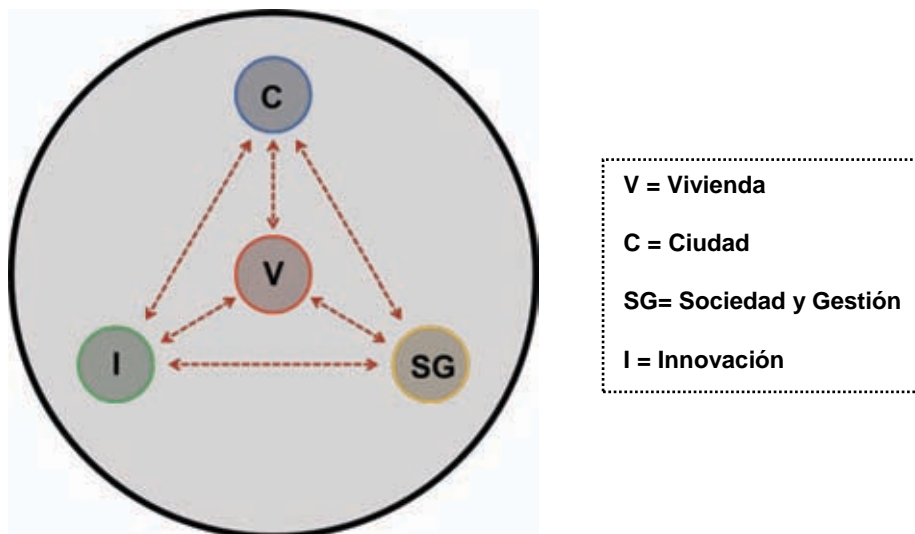 C
V
I
SG
V = Vivienda
C = Ciudad
SG= Sociedad y Gestión
I = Innovación